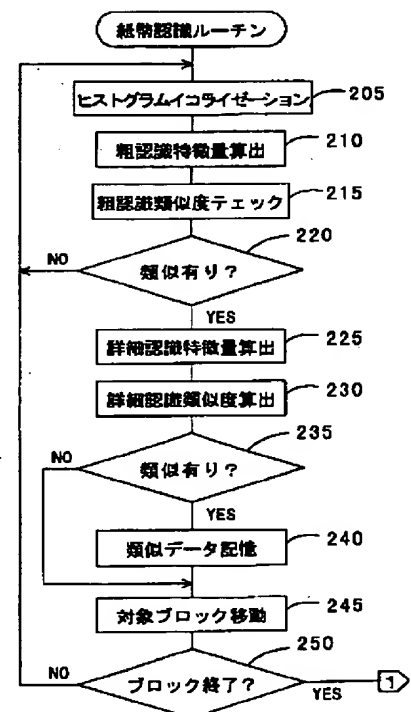 紙幣認識ルーチン
ヒストグラムイコライゼーション
205
粗認識特徴量算出
210
粗認識類似度テェック
215
220
NO
類似有り?
YES
詳細認識特徴量算出
225
詳細認識類似度算出
230
235
NO
類似有り?
YES
類似データ記憶
240
対象ブロック移動
245
250
NO
ブロック終了?
YES
1